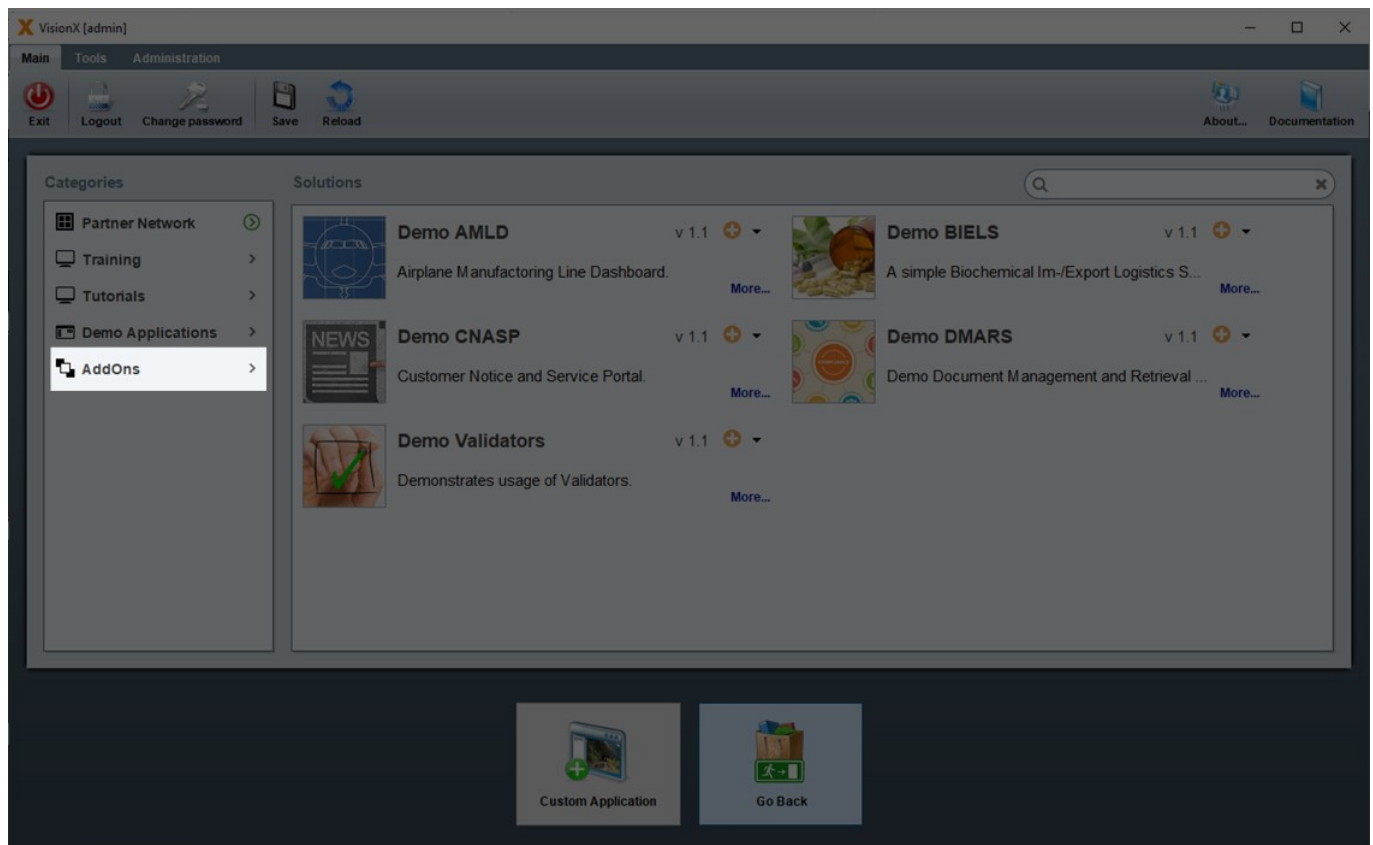 VisionX [admin]
Main Tools Administration
Exit Logout Change password Save Reload About... Documentation
Categories
Partner Network
Training
Tutorials
Demo Applications
AddOns
Solutions
Demo AMLD v 1.1
Airplane Manufactoring Line Dashboard.
More...
Demo BIELS v 1.1
A simple Biochemical Im-/Export Logistics S...
More...
NEWS
Demo CNASP v 1.1
Customer Notice and Service Portal.
More...
COMPLIANCE
Demo DMARS v 1.1
Demo Document Management and Retrieval ...
More...
Demo Validators v 1.1
Demonstrates usage of Validators.
More...
Custom Application
Go Back